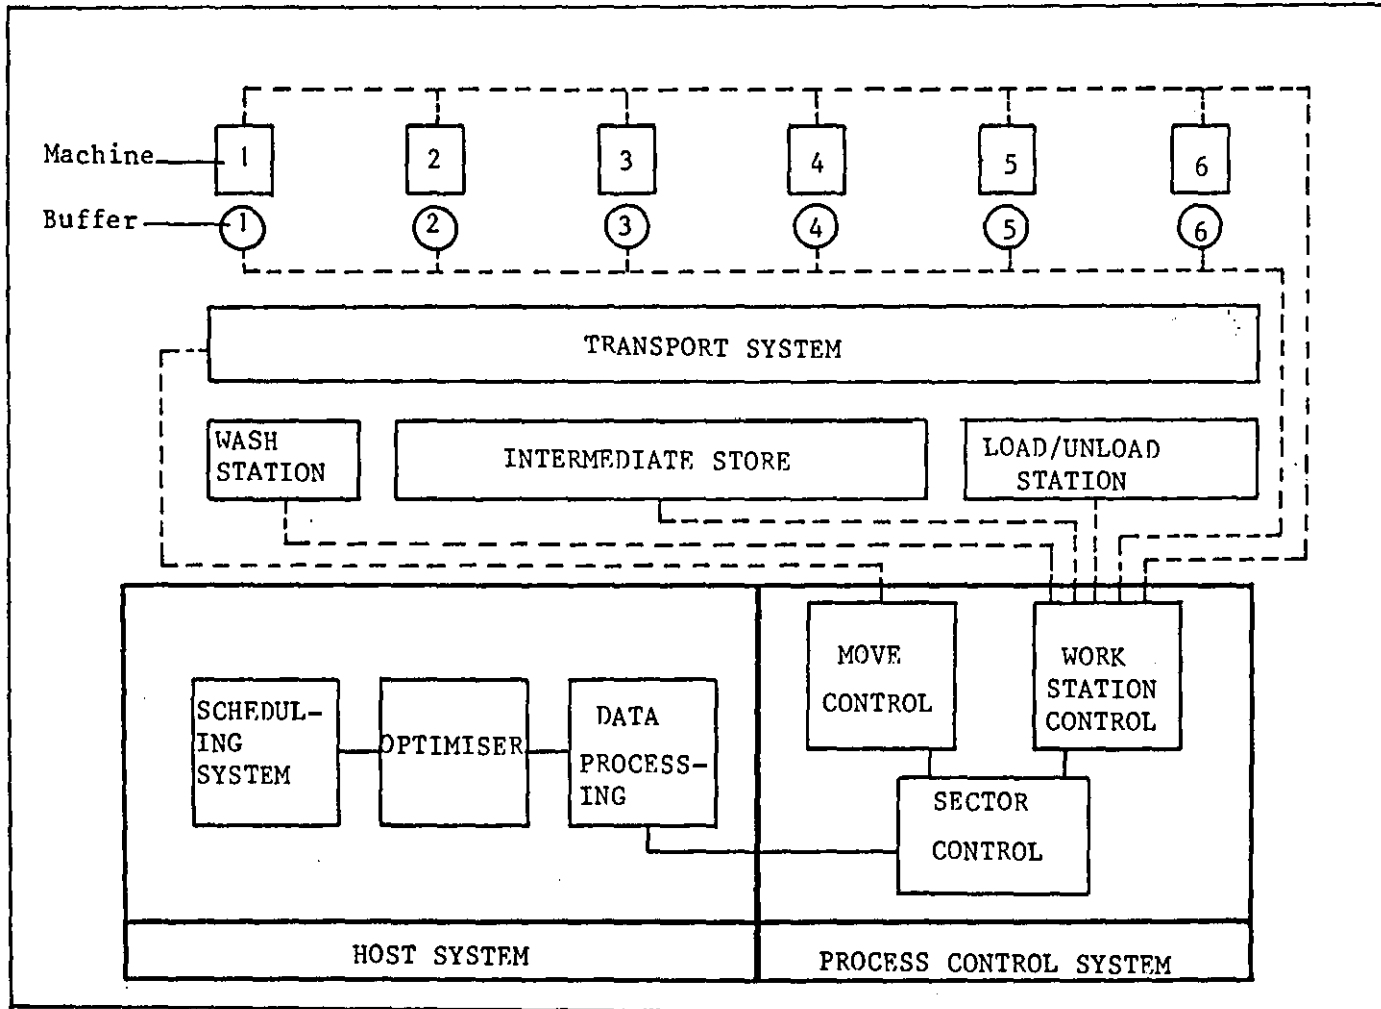 Machine
1 2 3 4 5 6
Buffer
1 2 3 4 5 6
TRANSPORT SYSTEM
WASH
STATION
INTERMEDIATE STORE
LOAD/UNLOAD
STATION
SCHEDUL-
ING
SYSTEM
OPTIMISER
DATA
PROCESS-
ING
MOVE
CONTROL
WORK
STATION
CONTROL
SECTOR
CONTROL
HOST SYSTEM
PROCESS CONTROL SYSTEM